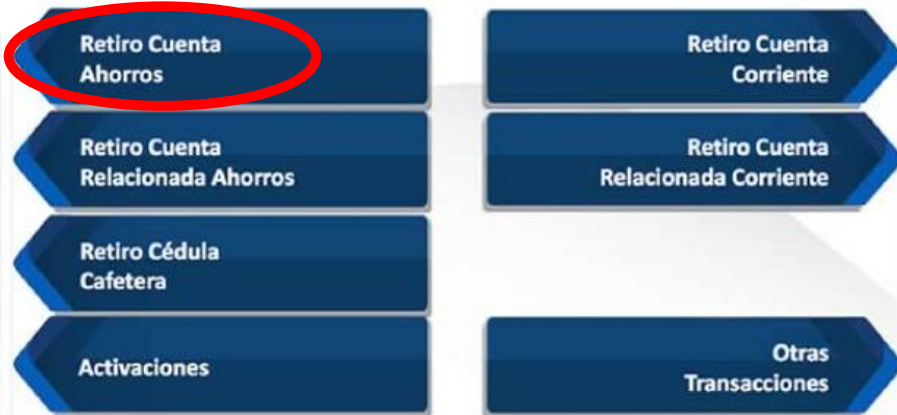 Retiro Cuenta
Ahorros
Retiro Cuenta
Corriente
Retiro Cuenta
Relacionada Ahorros
Retiro Cuenta
Relacionada Corriente
Retiro Cédula
Cafetera
Activaciones
Otras
Transacciones